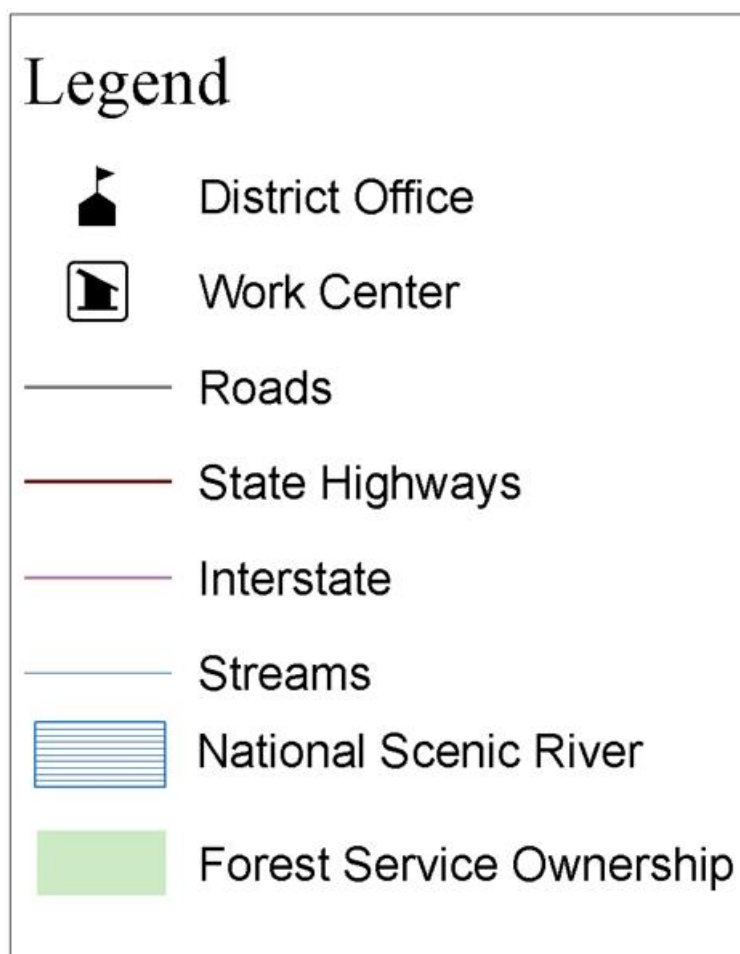 Legend
District Office
Work Center
Roads
State Highways
Interstate
Streams
National Scenic River
Forest Service Ownership